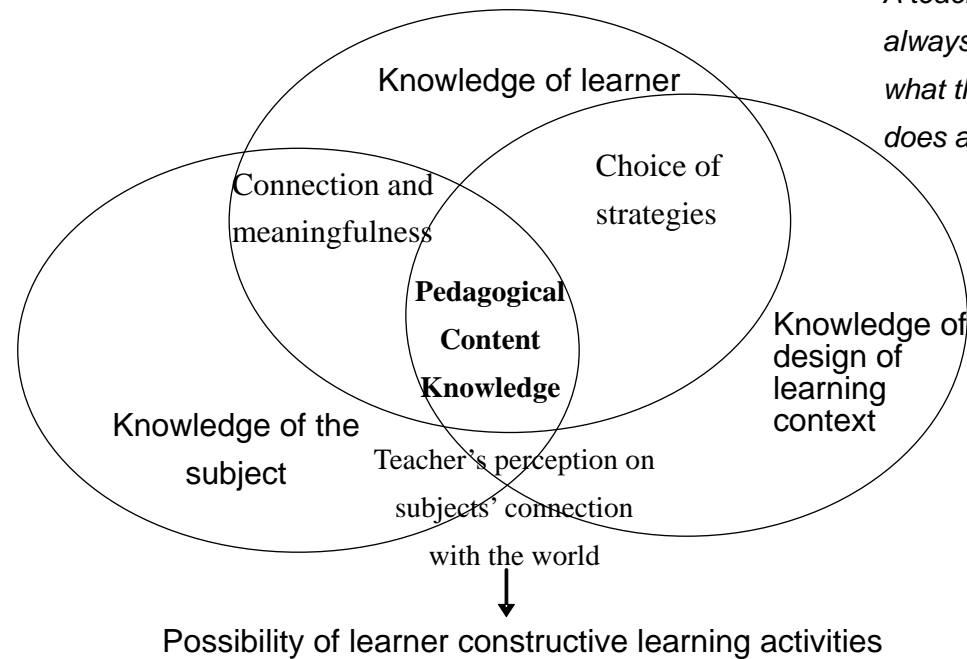 always
what th
does a
Knowledge of learner
Connection and
meaningfulness
Choice of
strategies
Pedagogical
Content
Knowledge
Knowledge of
design of
learning
context
Knowledge of the
subject
Teacher's perception on
subjects' connection
with the world
Possibility of learner constructive learning activities